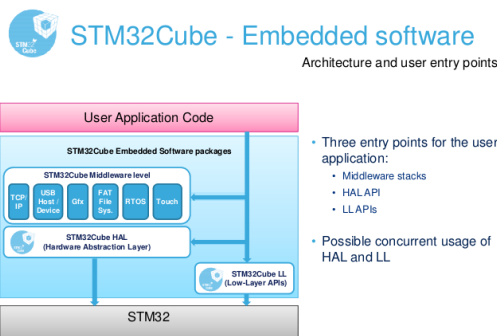 STM32Cube - Embedded software
STM32
Cube
Architecture and user entry points
User Application Code
STM32Cube Embedded Software packages
STM32Cube Middleware level
TCP/
IP
USB
Host /
Device
Gfx
FAT
File
Sys.
RTOS
Touch
STM32Cube HAL
(Hardware Abstraction Layer)
STM32Cube LL
(Low-Layer APIs)
STM32
• Three entry points for the user
application:
• Middleware stacks
• HAL API
• LL APIs
• Possible concurrent usage of
HAL and LL